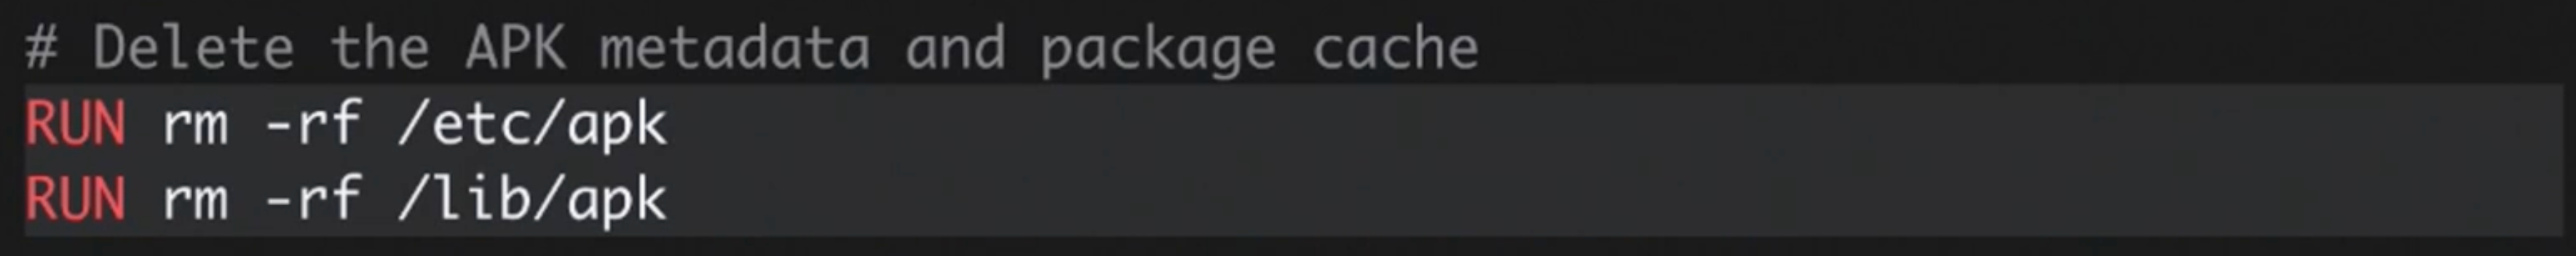 # Delete the APK metadata and package cache
RUN rm -rf /etc/apk
RUN rm -rf /lib/apk